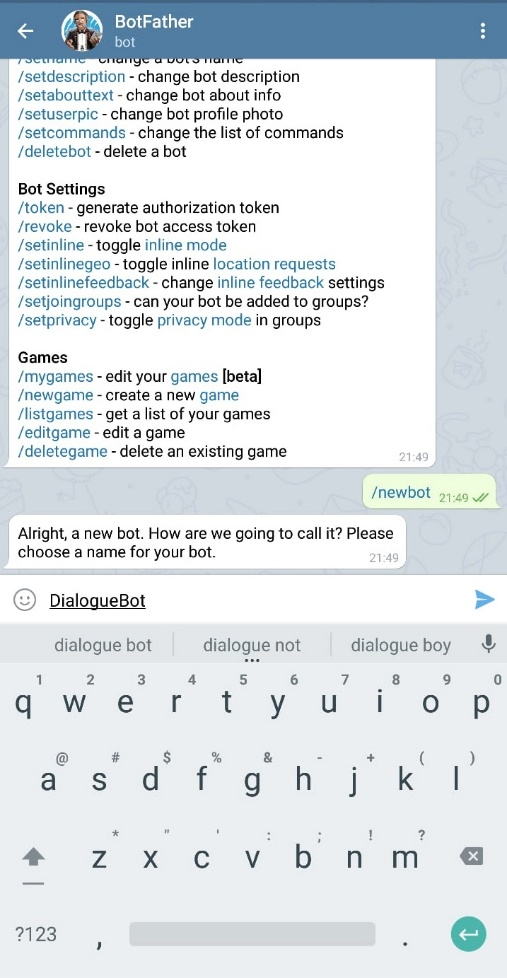 BotFather
bot
/setname - change a bot's name
/setdescription - change bot description
/setabouttext - change bot about info
/setuserpic - change bot profile photo
/setcommands - change the list of commands
/deletebot - delete a bot
Bot Settings
/token - generate authorization token
/revoke - revoke bot access token
/setinline - toggle inline mode
/setinlinegeo - toggle inline location requests
/setinlinefeedback - change inline feedback settings
/setjoingroups - can your bot be added to groups?
/setprivacy - toggle privacy mode in groups
Games
/mygames - edit your games [beta]
/newgame - create a new game
/listgames - get a list of your games
/editgame - edit a game
/deletegame - delete an existing game
21:49
/newbot 21:49
Alright, a new bot. How are we going to call it? Please
choose a name for your bot.
21:49
DialogueBot
dialogue bot dialogue not dialogue boy
1 2 3 4 5 6 7 8 9 0
q w e r t y u i o p
@ # $ % & - + ( )
a s d f g h j k l
* " ' : ; ! ?
z x c v b n m
?123 , .